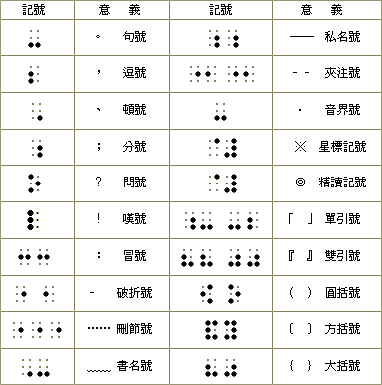 記號 意 義 記號 意 義
。 句號 —— 私名號
， 逗號 - - 夾注號
、 頓號 · 音界號
； 分號 ※ 星標記號
? 問號 ◎ 精讀記號
! 嘆號 「 」 單引號
： 冒號 『 』 雙引號
- 破折號 ( ) 圓括號
…… 刪節號 〔 〕 方括號
﹏﹏ 書名號 { } 大括號